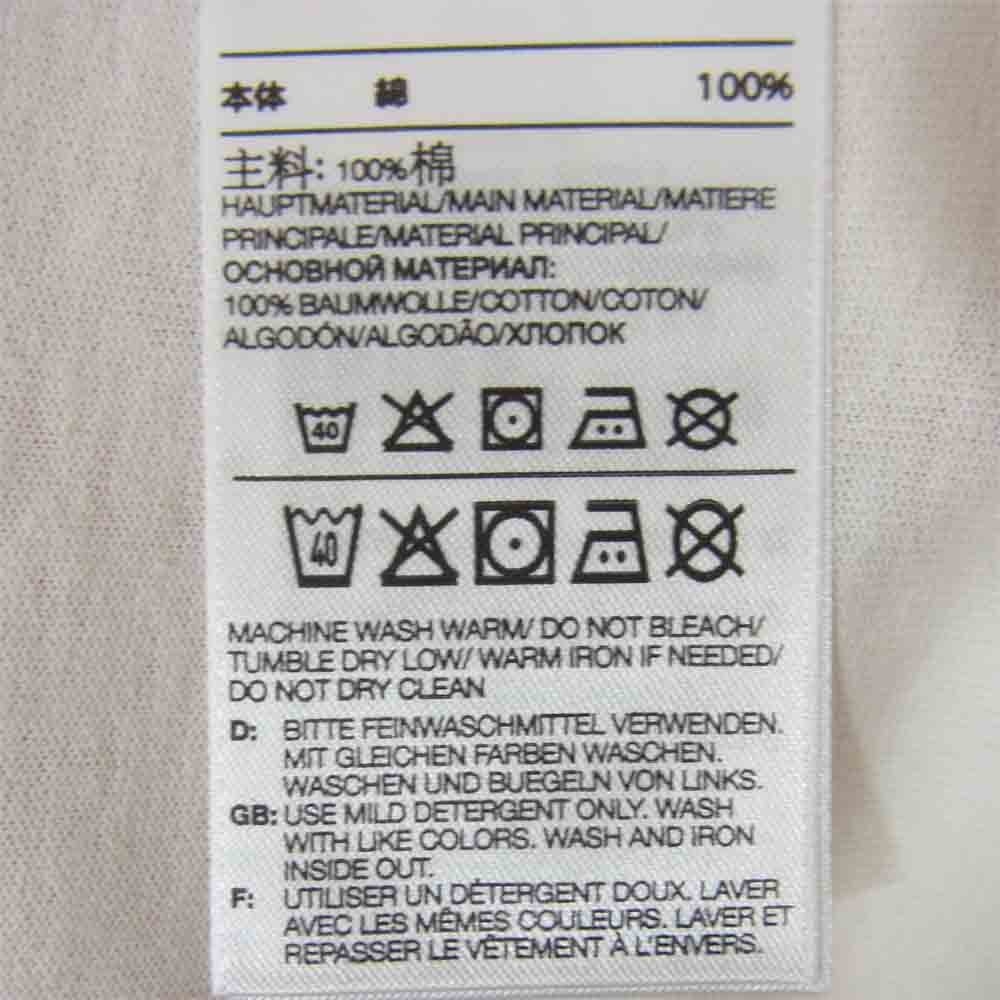 本体 綿 100%
主料: 100%棉
HAUPTMATERIAL/MAIN MATERIAL/MATIERE
PRINCIPALE/MATERIAL PRINCIPAL/
ОСНОВНОЙ МАТЕРИАЛ:
100% BAUMWOLLE/COTTON/COTON/
ALGODÓN/ALGODÃO/ХЛОПОК
40
40
MACHINE WASH WARM/ DO NOT BLEACH/
TUMBLE DRY LOW/ WARM IRON IF NEEDED/
DO NOT DRY CLEAN
D: BITTE FEINWASCHMITTEL VERWENDEN.
MIT GLEICHEN FARBEN WASCHEN.
WASCHEN UND BUEGELN VON LINKS.
GB: USE MILD DETERGENT ONLY. WASH
WITH LIKE COLORS. WASH AND IRON
INSIDE OUT.
F: UTILISER UN DÉTERGENT DOUX. LAVER
AVEC LES MÊMES COULEURS. LAVER ET
REPASSER LE VÊTEMENT À L'ENVERS.